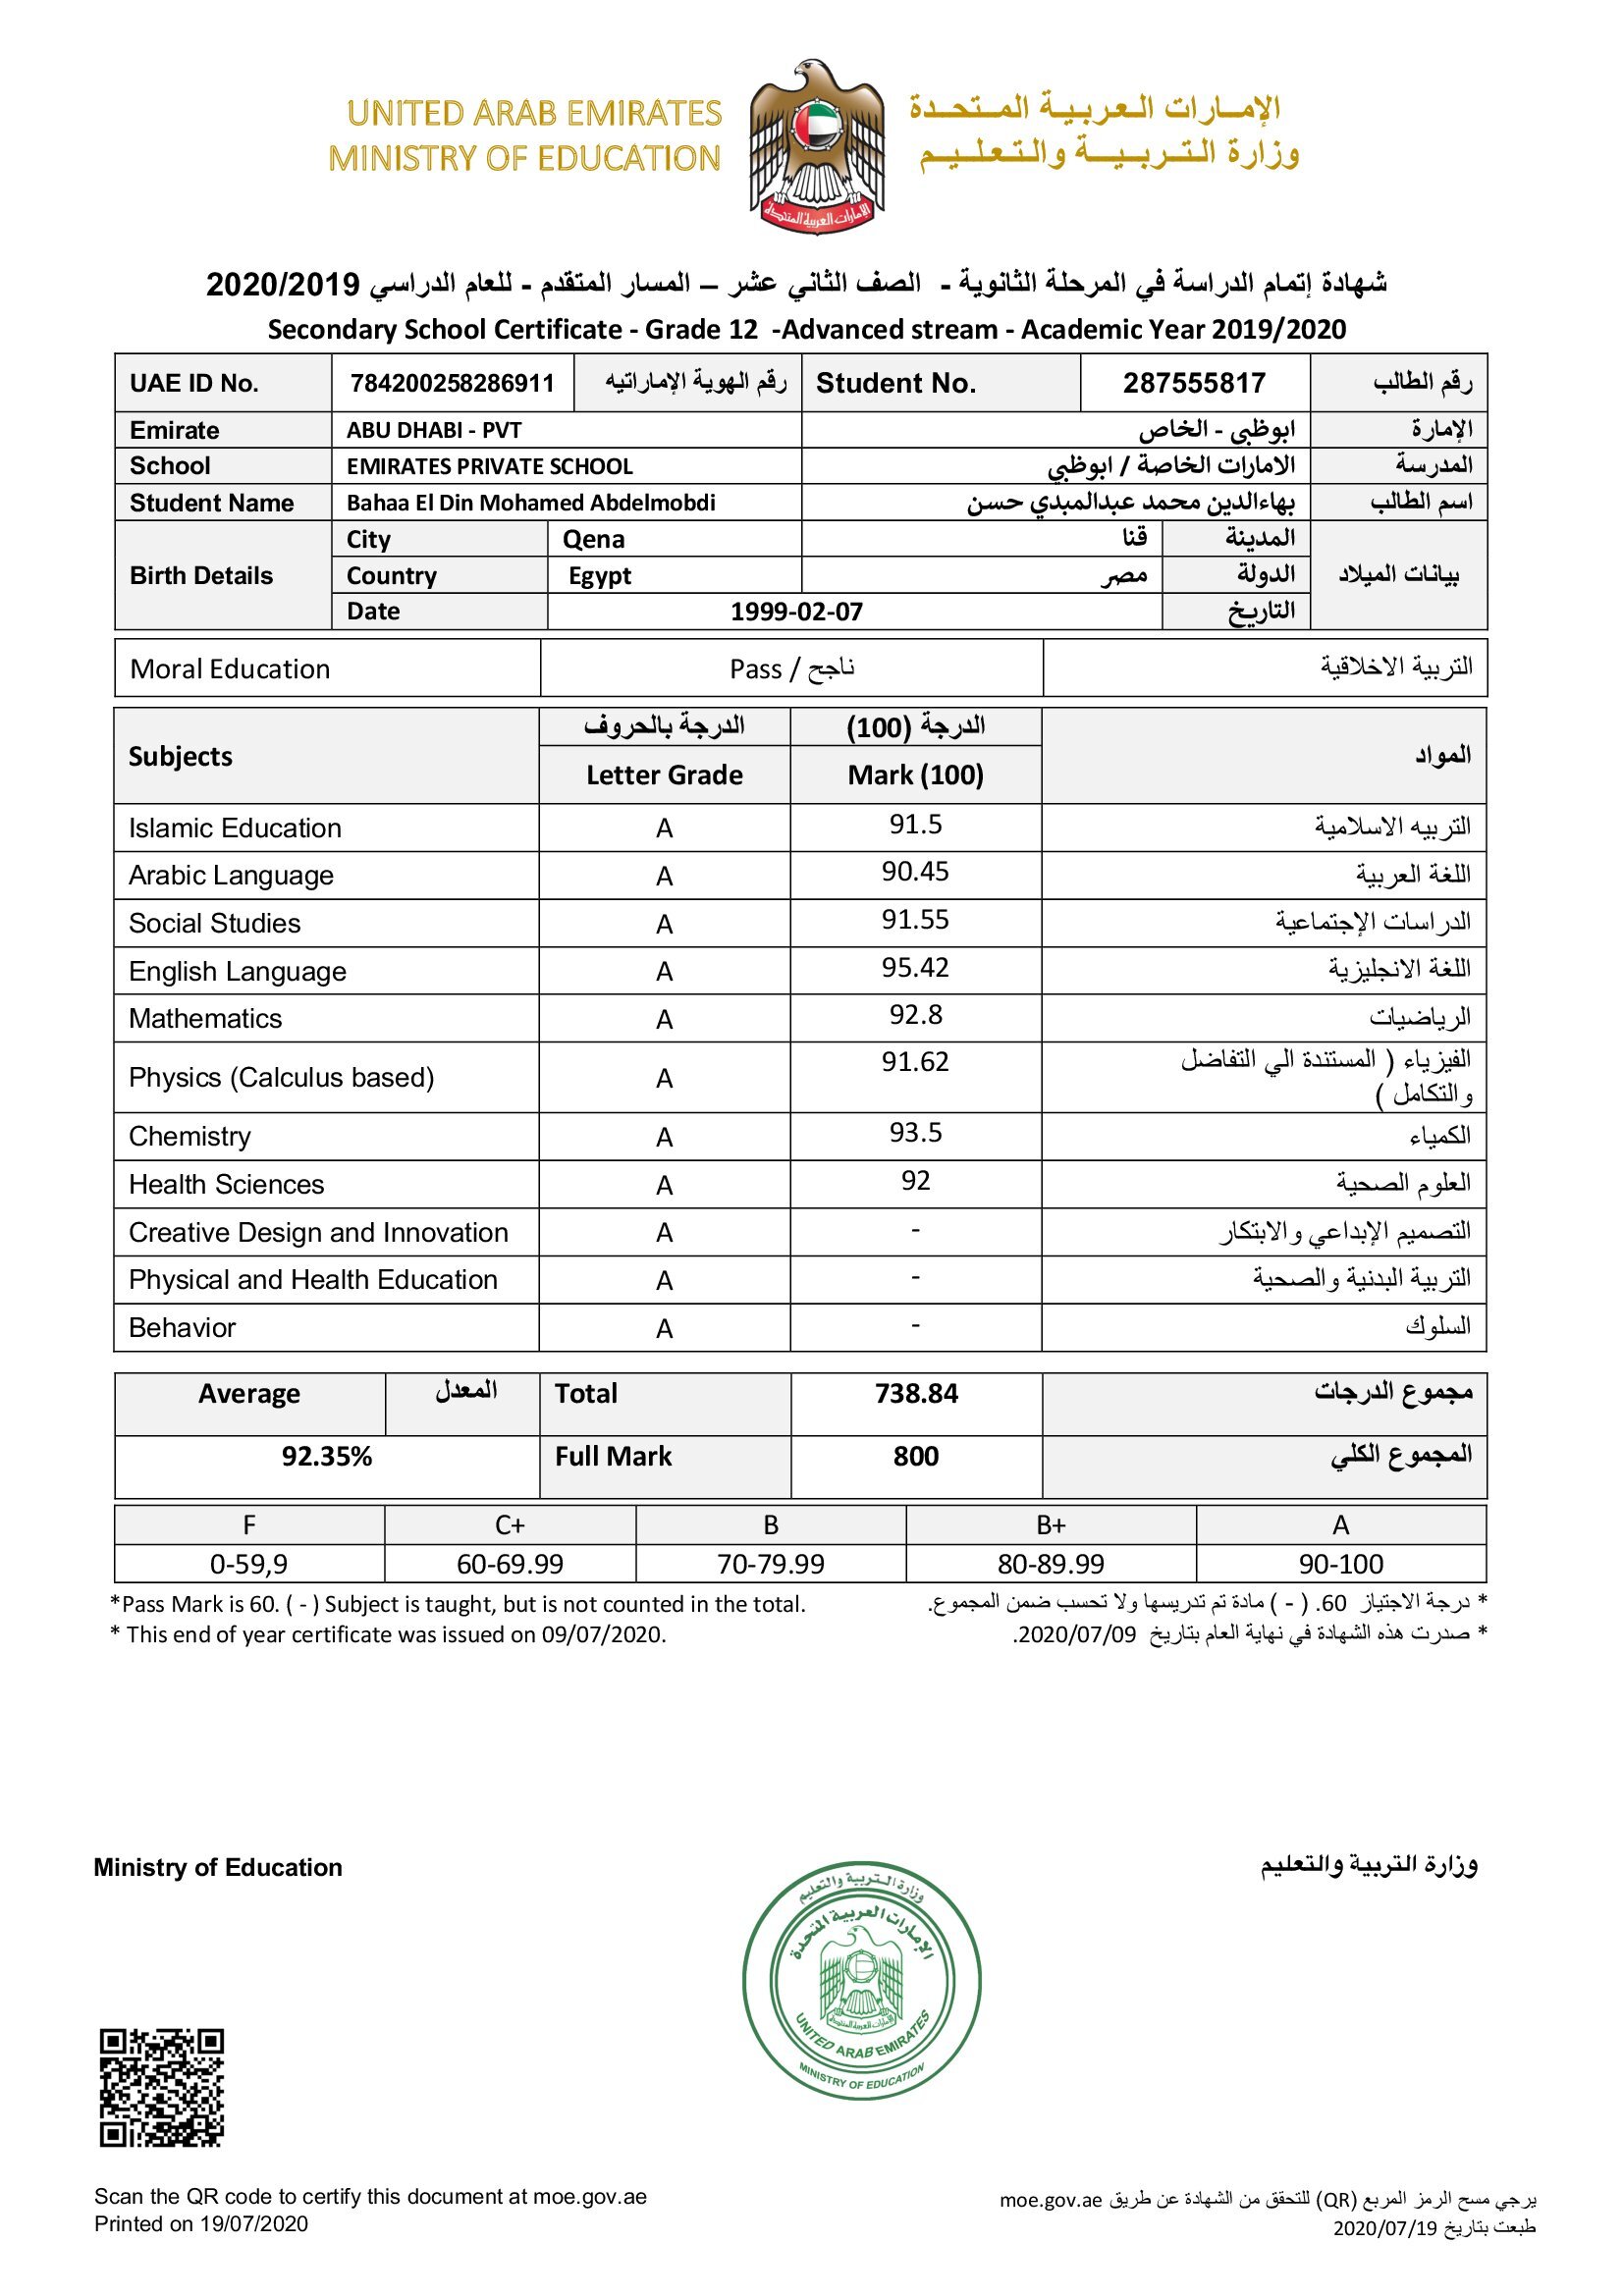 UNITED ARAB EMIRATES
MINISTRY OF EDUCATION
الإمارات العربية المتحدة
وزارة التربية والتعليم
الإمارات العربية المتحدة
شهادة إتمام الدراسة في المرحلة الثانوية - الصف الثاني عشر – المسار المتقدم - للعام الدراسي 2020/2019
Secondary School Certificate - Grade 12 -Advanced stream - Academic Year 2019/2020
UAE ID No. 784200258286911 رقم الهوية الإماراتيه Student No. 287555817 رقم الطالب
Emirate ABU DHABI - PVT ابوظبي - الخاص الإمارة
School EMIRATES PRIVATE SCHOOL الامارات الخاصة / ابوظبي المدرسة
Student Name Bahaa El Din Mohamed Abdelmobdi بهاءالدين محمد عبدالمبدي حسن اسم الطالب
Birth Details City Qena قنا المدينة بيانات الميلاد
Country Egypt مصر الدولة
Date 1999-02-07 التاريخ
Moral Education Pass / ناجح التربية الاخلاقية
Subjects الدرجة بالحروف الدرجة (100) المواد
Letter Grade Mark (100)
Islamic Education A 91.5 التربيه الاسلامية
Arabic Language A 90.45 اللغة العربية
Social Studies A 91.55 الدراسات الإجتماعية
English Language A 95.42 اللغة الانجليزية
Mathematics A 92.8 الرياضيات
Physics (Calculus based) A 91.62 الفيزياء ( المستندة الي التفاضل
والتكامل )
Chemistry A 93.5 الكمياء
Health Sciences A 92 العلوم الصحية
Creative Design and Innovation A - التصميم الإبداعي والابتكار
Physical and Health Education A - التربية البدنية والصحية
Behavior A - السلوك
Average المعدل Total 738.84 مجموع الدرجات
92.35% Full Mark 800 المجموع الكلي
F C+ B B+ A
0-59,9 60-69.99 70-79.99 80-89.99 90-100
*Pass Mark is 60. ( - ) Subject is taught, but is not counted in the total.
* درجة الاجتياز 60. ( - ) مادة تم تدريسها ولا تحسب ضمن المجموع.
* This end of year certificate was issued on 09/07/2020.
* صدرت هذه الشهادة في نهاية العام بتاريخ 2020/07/09.
Ministry of Education
وزارة التربية والتعليم
وزارة التربية والتعليم
الإمارات العربية المتحدة
الإمارات العربية المتحدة
UNITED ARAB EMIRATES
MINISTRY OF EDUCATION
Scan the QR code to certify this document at moe.gov.ae
يرجي مسح الرمز المربع (QR) للتحقق من الشهادة عن طريق moe.gov.ae
Printed on 19/07/2020
طبعت بتاريخ 2020/07/19